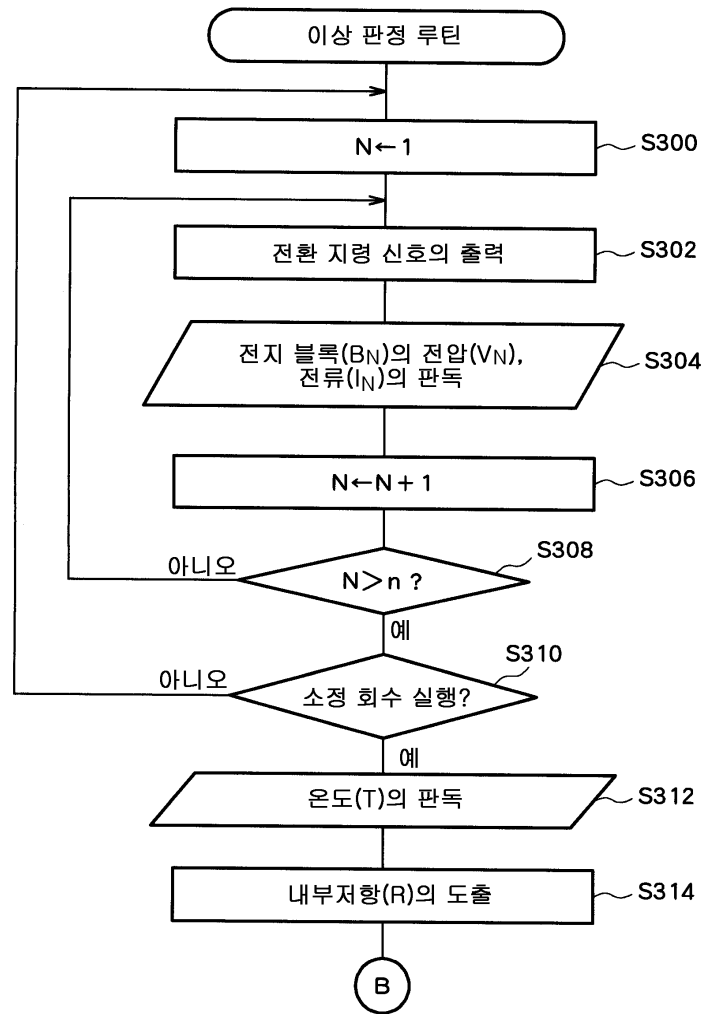 이상 판정 루틴
N←1
S300
전환 지령 신호의 출력
S302
전지 블록(BN)의 전압(VN),
전류(IN)의 판독
S304
N←N+1
S306
N>n ?
S308
아니오
예
소정 회수 실행?
S310
아니오
예
온도(T)의 판독
S312
내부저항(R)의 도출
S314
B